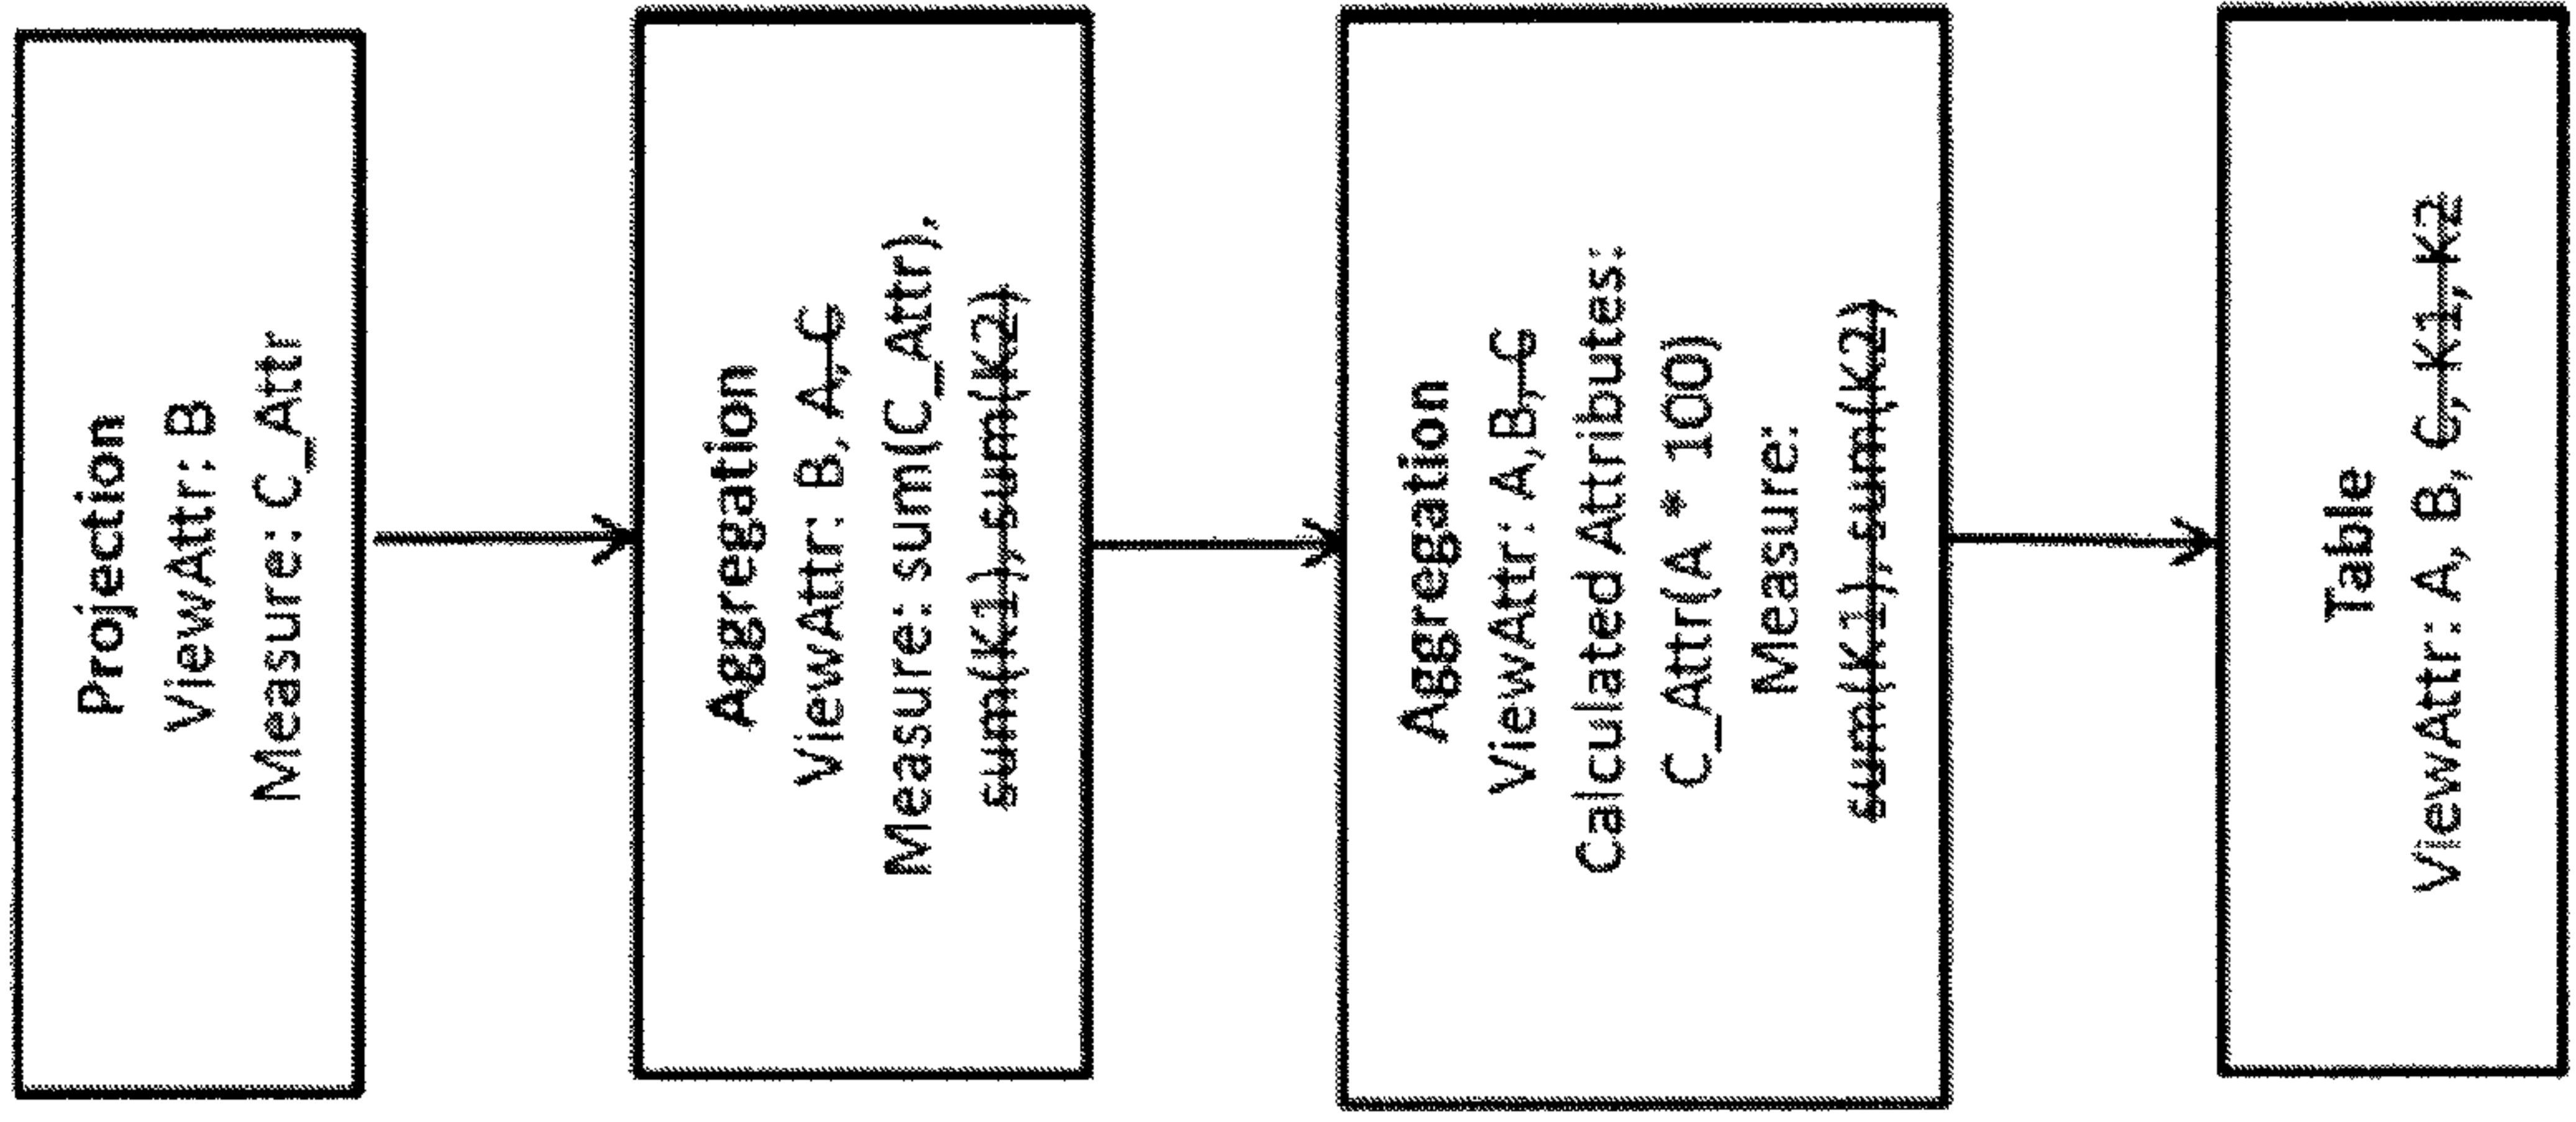 Projection
ViewAttr: B
Measure: C_Attr
Aggregation
ViewAttr: B, A, C
Measure: sum(C_Attr),
sum(K1), sum(K2)
Aggregation
ViewAttr: A,B, C
Calculated Attributes:
C_Attr(A * 100)
Measure:
sum(K1), sum(K2)
Table
ViewAttr: A, B, C, K1, K2